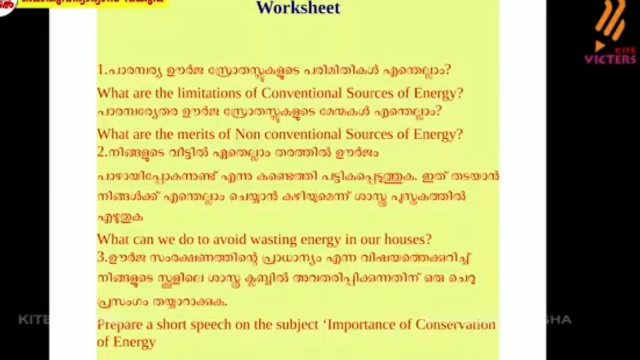 Worksheet
KITE
VICTERS
1.പാരമ്പര്യ ഊർജ സ്രോതസ്സുകളുടെ പരിമിതികൾ എന്തെല്ലാം?
What are the limitations of Conventional Sources of Energy?
പാരമ്പര്യേതര ഊർജ സ്രോതസ്സുകളുടെ മേന്മകൾ എന്തെല്ലാം?
What are the merits of Non conventional Sources of Energy?
2.നിങ്ങളുടെ വീട്ടിൽ ഏതെല്ലാം തരത്തിൽ ഊർജം
പാഴായിപ്പോകുന്നുണ്ട് എന്നു കണ്ടെത്തി പട്ടികപ്പെടുത്തുക. ഇത് തടയാൻ
നിങ്ങൾക്ക് എന്തെല്ലാം ചെയ്യാൻ കഴിയുമെന്ന് ശാസ്ത്ര പുസ്തകത്തിൽ
എഴുതുക
What can we do to avoid wasting energy in our houses?
3.ഊർജ സംരക്ഷണത്തിന്റെ പ്രാധാന്യം എന്ന വിഷയത്തെക്കുറിച്ച്
നിങ്ങളുടെ സ്കൂളിലെ ശാസ്ത്ര ക്ലബ്ബിൽ അവതരിപ്പിക്കുന്നതിന് ഒരു ചെറു
പ്രസംഗം തയ്യാറാക്കുക.
Prepare a short speech on the subject ‘Importance of Conservation
of Energy